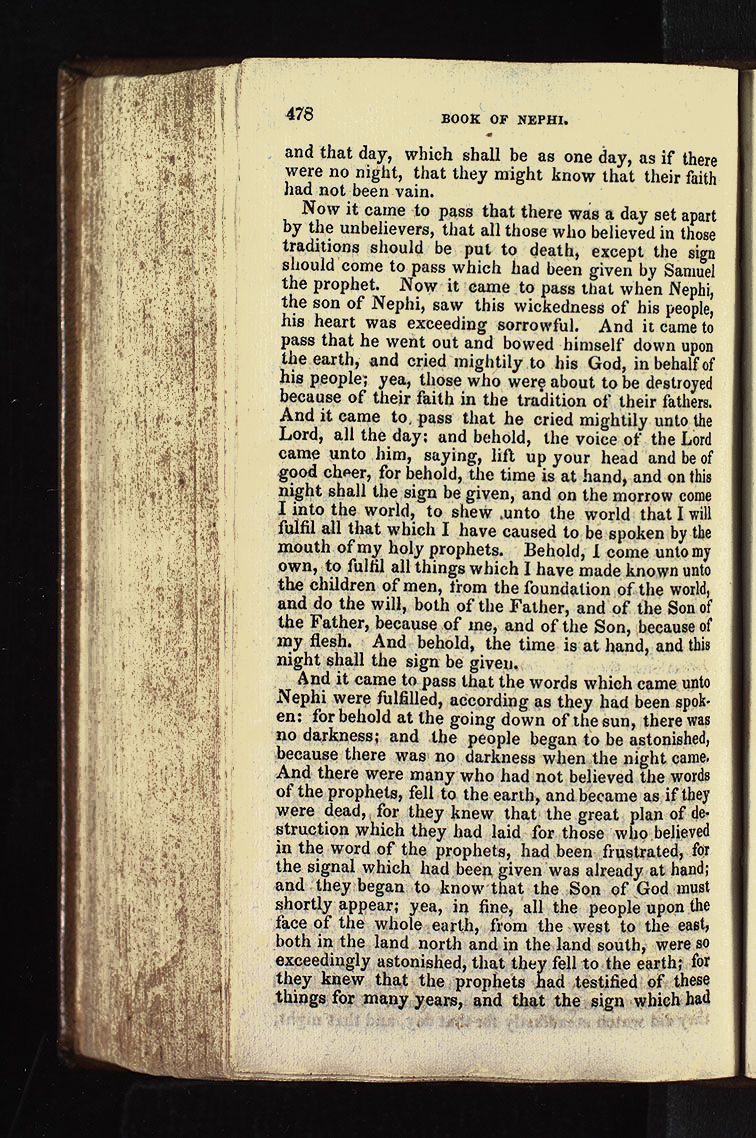 478
BOOK OF NEPHI.
and that day, which shall be as one day, as if there
were no night, that they might know that their faith
had not been vain.
Now it came to pass that there was a day set apart
by the unbelievers, that all those who believed in those
traditions should be put to death, except the sign
should come to pass which had been given by Samuel
the prophet. Now it came to pass that when Nephi,
the son of Nephi, saw this wickedness of his people,
his heart was exceeding sorrowful. And it came to
pass that he went out and bowed himself down upon
the earth, and cried mightily to his God, in behalf of
his people; yea, those who were about to be destroyed
because of their faith in the tradition of their fathers.
And it came to pass that he cried mightily unto the
Lord, all the day: and behold, the voice of the Lord
came unto him, saying, lift up your head and be of
good cheer, for behold, the time is at hand, and on this
night shall the sign be given, and on the morrow come
I into the world, to shew unto the world that I will
fulfil all that which I have caused to be spoken by the
mouth of my holy prophets. Behold, I come unto my
own, to fulfil all things which I have made known unto
the children of men, from the foundation of the world,
and do the will, both of the Father, and of the Son of
the Father, because of me, and of the Son, because of
my flesh. And behold, the time is at hand, and this
night shall the sign be given.
And it came to pass that the words which came unto
Nephi were fulfilled, according as they had been spok-
en: for behold at the going down of the sun, there was
no darkness; and the people began to be astonished,
because there was no darkness when the night came.
And there were many who had not believed the words
of the prophets, fell to the earth, and became as if they
were dead, for they knew that the great plan of de-
struction which they had laid for those who believed
in the word of the prophets, had been frustrated, for
the signal which had been given was already at hand;
and they began to know that the Son of God must
shortly appear; yea, in fine, all the people upon the
face of the whole earth, from the west to the east,
both in the land north and in the land south, were so
exceedingly astonished, that they fell to the earth; for
they knew that the prophets had testified of these
things for many years, and that the sign which had